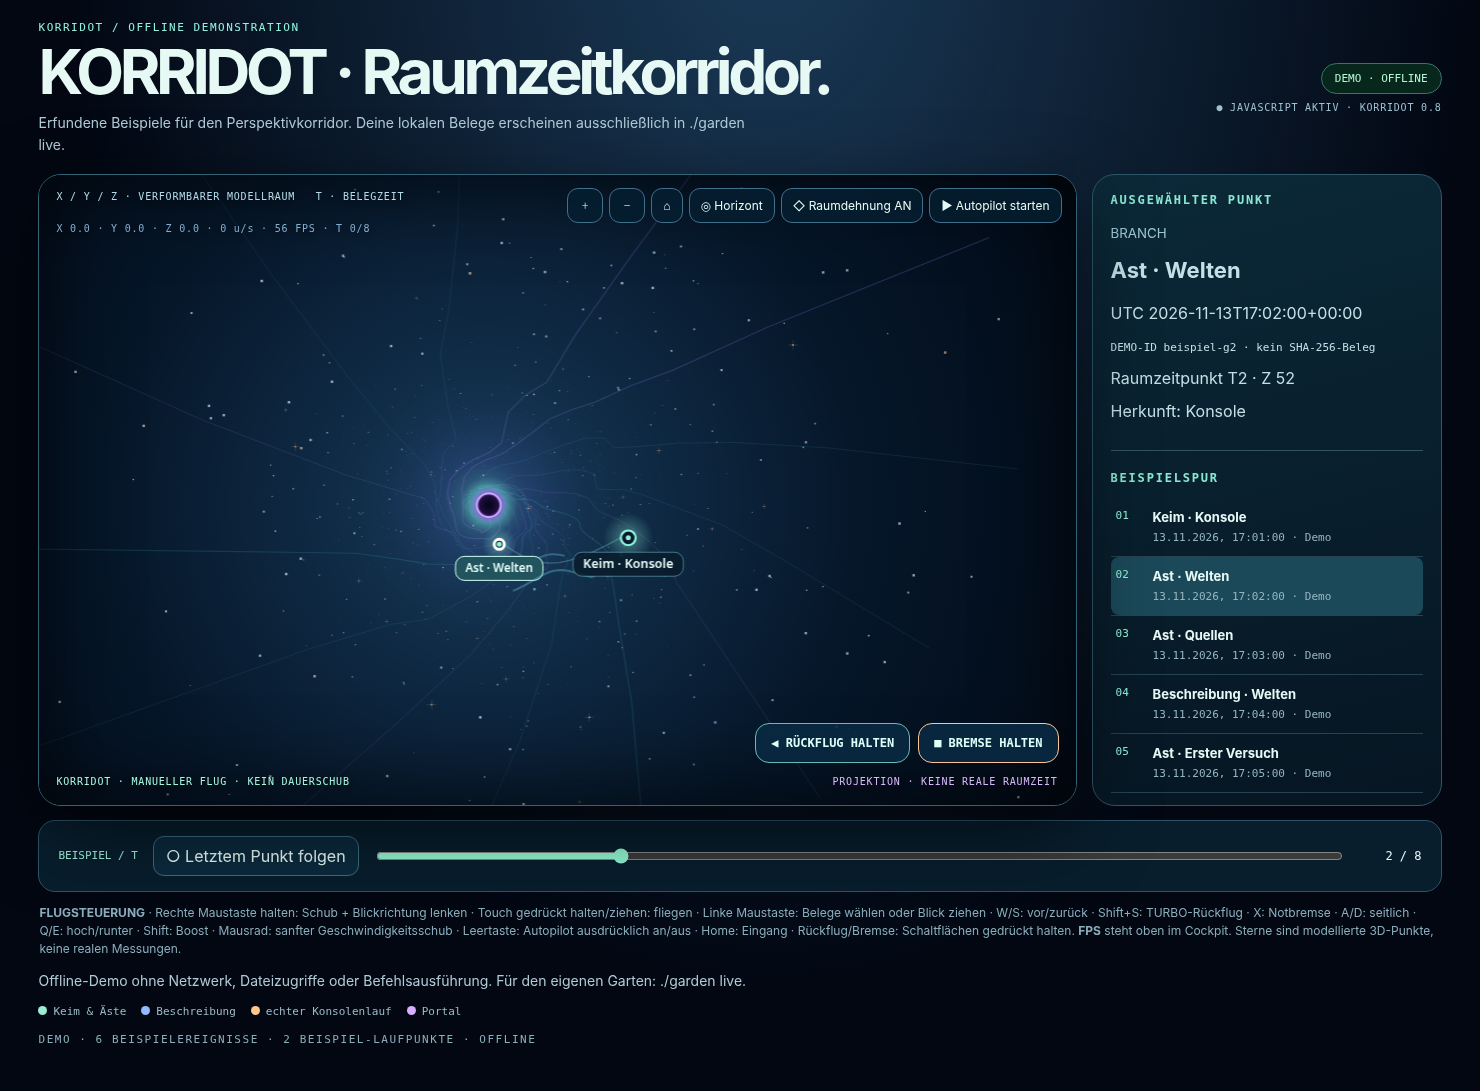 KORRIDOT / OFFLINE DEMONSTRATION
KORRIDOT · Raumzeitkorridor.
Erfundene Beispiele für den Perspektivkorridor. Deine lokalen Belege erscheinen ausschließlich in ./garden
live.
DEMO · OFFLINE
● JAVASCRIPT AKTIV · KORRIDOT 0.8
X / Y / Z · VERFORMBARER MODELLRAUM T · BELEGZEIT
X 0.0 · Y 0.0 · Z 0.0 · 0 u/s · 56 FPS · T 0/8
+ − ⌂ ◎ Horizont ◇ Raumdehnung AN ▶ Autopilot starten
Ast · Welten
Keim · Konsole
◀ RÜCKFLUG HALTEN ■ BREMSE HALTEN
KORRIDOT · MANUELLER FLUG · KEIN DAUERSCHUB
PROJEKTION · KEINE REALE RAUMZEIT
AUSGEWÄHLTER PUNKT
BRANCH
Ast · Welten
UTC 2026-11-13T17:02:00+00:00
DEMO-ID beispiel-g2 · kein SHA-256-Beleg
Raumzeitpunkt T2 · Z 52
Herkunft: Konsole
BEISPIELSPUR
01 Keim · Konsole
13.11.2026, 17:01:00 · Demo
02 Ast · Welten
13.11.2026, 17:02:00 · Demo
03 Ast · Quellen
13.11.2026, 17:03:00 · Demo
04 Beschreibung · Welten
13.11.2026, 17:04:00 · Demo
05 Ast · Erster Versuch
13.11.2026, 17:05:00 · Demo
BEISPIEL / T ○ Letztem Punkt folgen 2 / 8
FLUGSTEUERUNG · Rechte Maustaste halten: Schub + Blickrichtung lenken · Touch gedrückt halten/ziehen: fliegen · Linke Maustaste: Belege wählen oder Blick ziehen · W/S: vor/zurück · Shift+S: TURBO-Rückflug · X: Notbremse · A/D: seitlich ·
Q/E: hoch/runter · Shift: Boost · Mausrad: sanfter Geschwindigkeitsschub · Leertaste: Autopilot ausdrücklich an/aus · Home: Eingang · Rückflug/Bremse: Schaltflächen gedrückt halten. FPS steht oben im Cockpit. Sterne sind modellierte 3D-Punkte,
keine realen Messungen.
Offline-Demo ohne Netzwerk, Dateizugriffe oder Befehlsausführung. Für den eigenen Garten: ./garden live.
Keim & Äste Beschreibung echter Konsolenlauf Portal
DEMO · 6 BEISPIELEREIGNISSE · 2 BEISPIEL-LAUFPUNKTE · OFFLINE